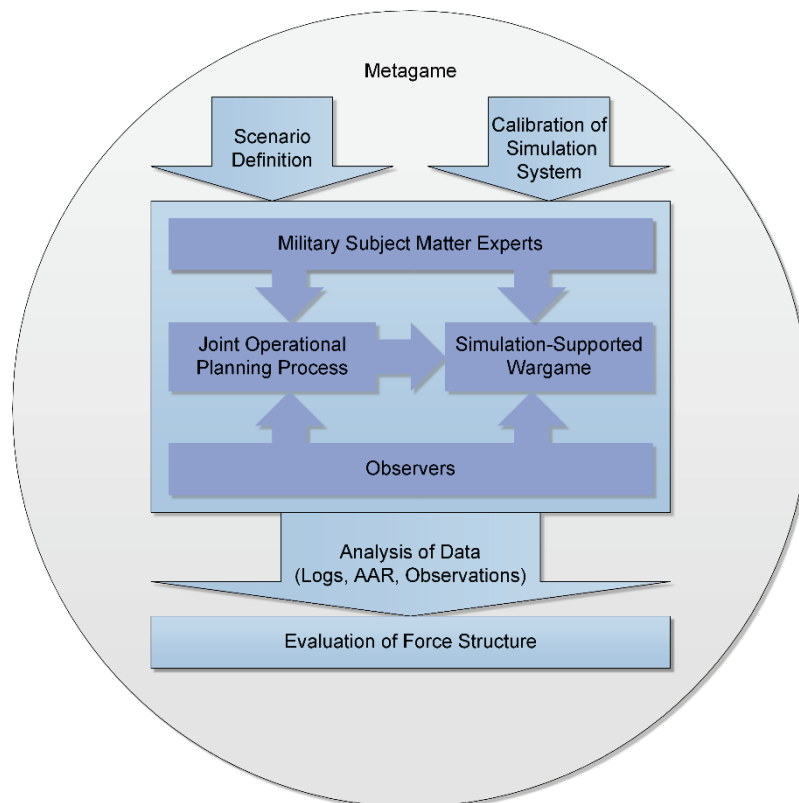 Metagame
Scenario
Definition
Calibration of
Simulation
System
Military Subject Matter Experts
Joint Operational
Planning Process
Simulation-Supported
Wargame
Observers
Analysis of Data
(Logs, AAR, Observations)
Evaluation of Force Structure